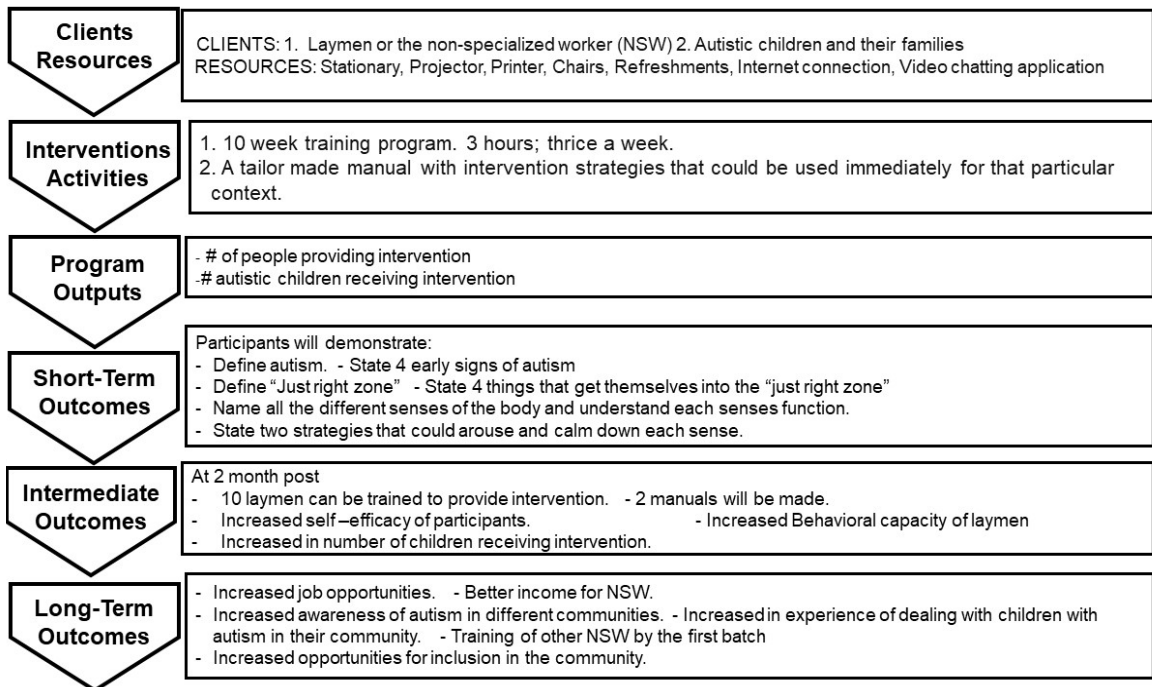 Clients
Resources
CLIENTS: 1. Laymen or the non-specialized worker (NSW) 2. Autistic children and their families
RESOURCES: Stationary, Projector, Printer, Chairs, Refreshments, Internet connection, Video chatting application
Interventions
Activities
1. 10 week training program. 3 hours; thrice a week.
2. A tailor made manual with intervention strategies that could be used immediately for that particular
context.
Program
Outputs
- # of people providing intervention
-# autistic children receiving intervention
Short-Term
Outcomes
Participants will demonstrate:
- Define autism. - State 4 early signs of autism
- Define “Just right zone” - State 4 things that get themselves into the “just right zone”
- Name all the different senses of the body and understand each senses function.
- State two strategies that could arouse and calm down each sense.
Intermediate
Outcomes
At 2 month post
- 10 laymen can be trained to provide intervention. - 2 manuals will be made.
- Increased self –efficacy of participants. - Increased Behavioral capacity of laymen
- Increased in number of children receiving intervention.
Long-Term
Outcomes
- Increased job opportunities. - Better income for NSW.
- Increased awareness of autism in different communities. - Increased in experience of dealing with children with
autism in their community. - Training of other NSW by the first batch
- Increased opportunities for inclusion in the community.